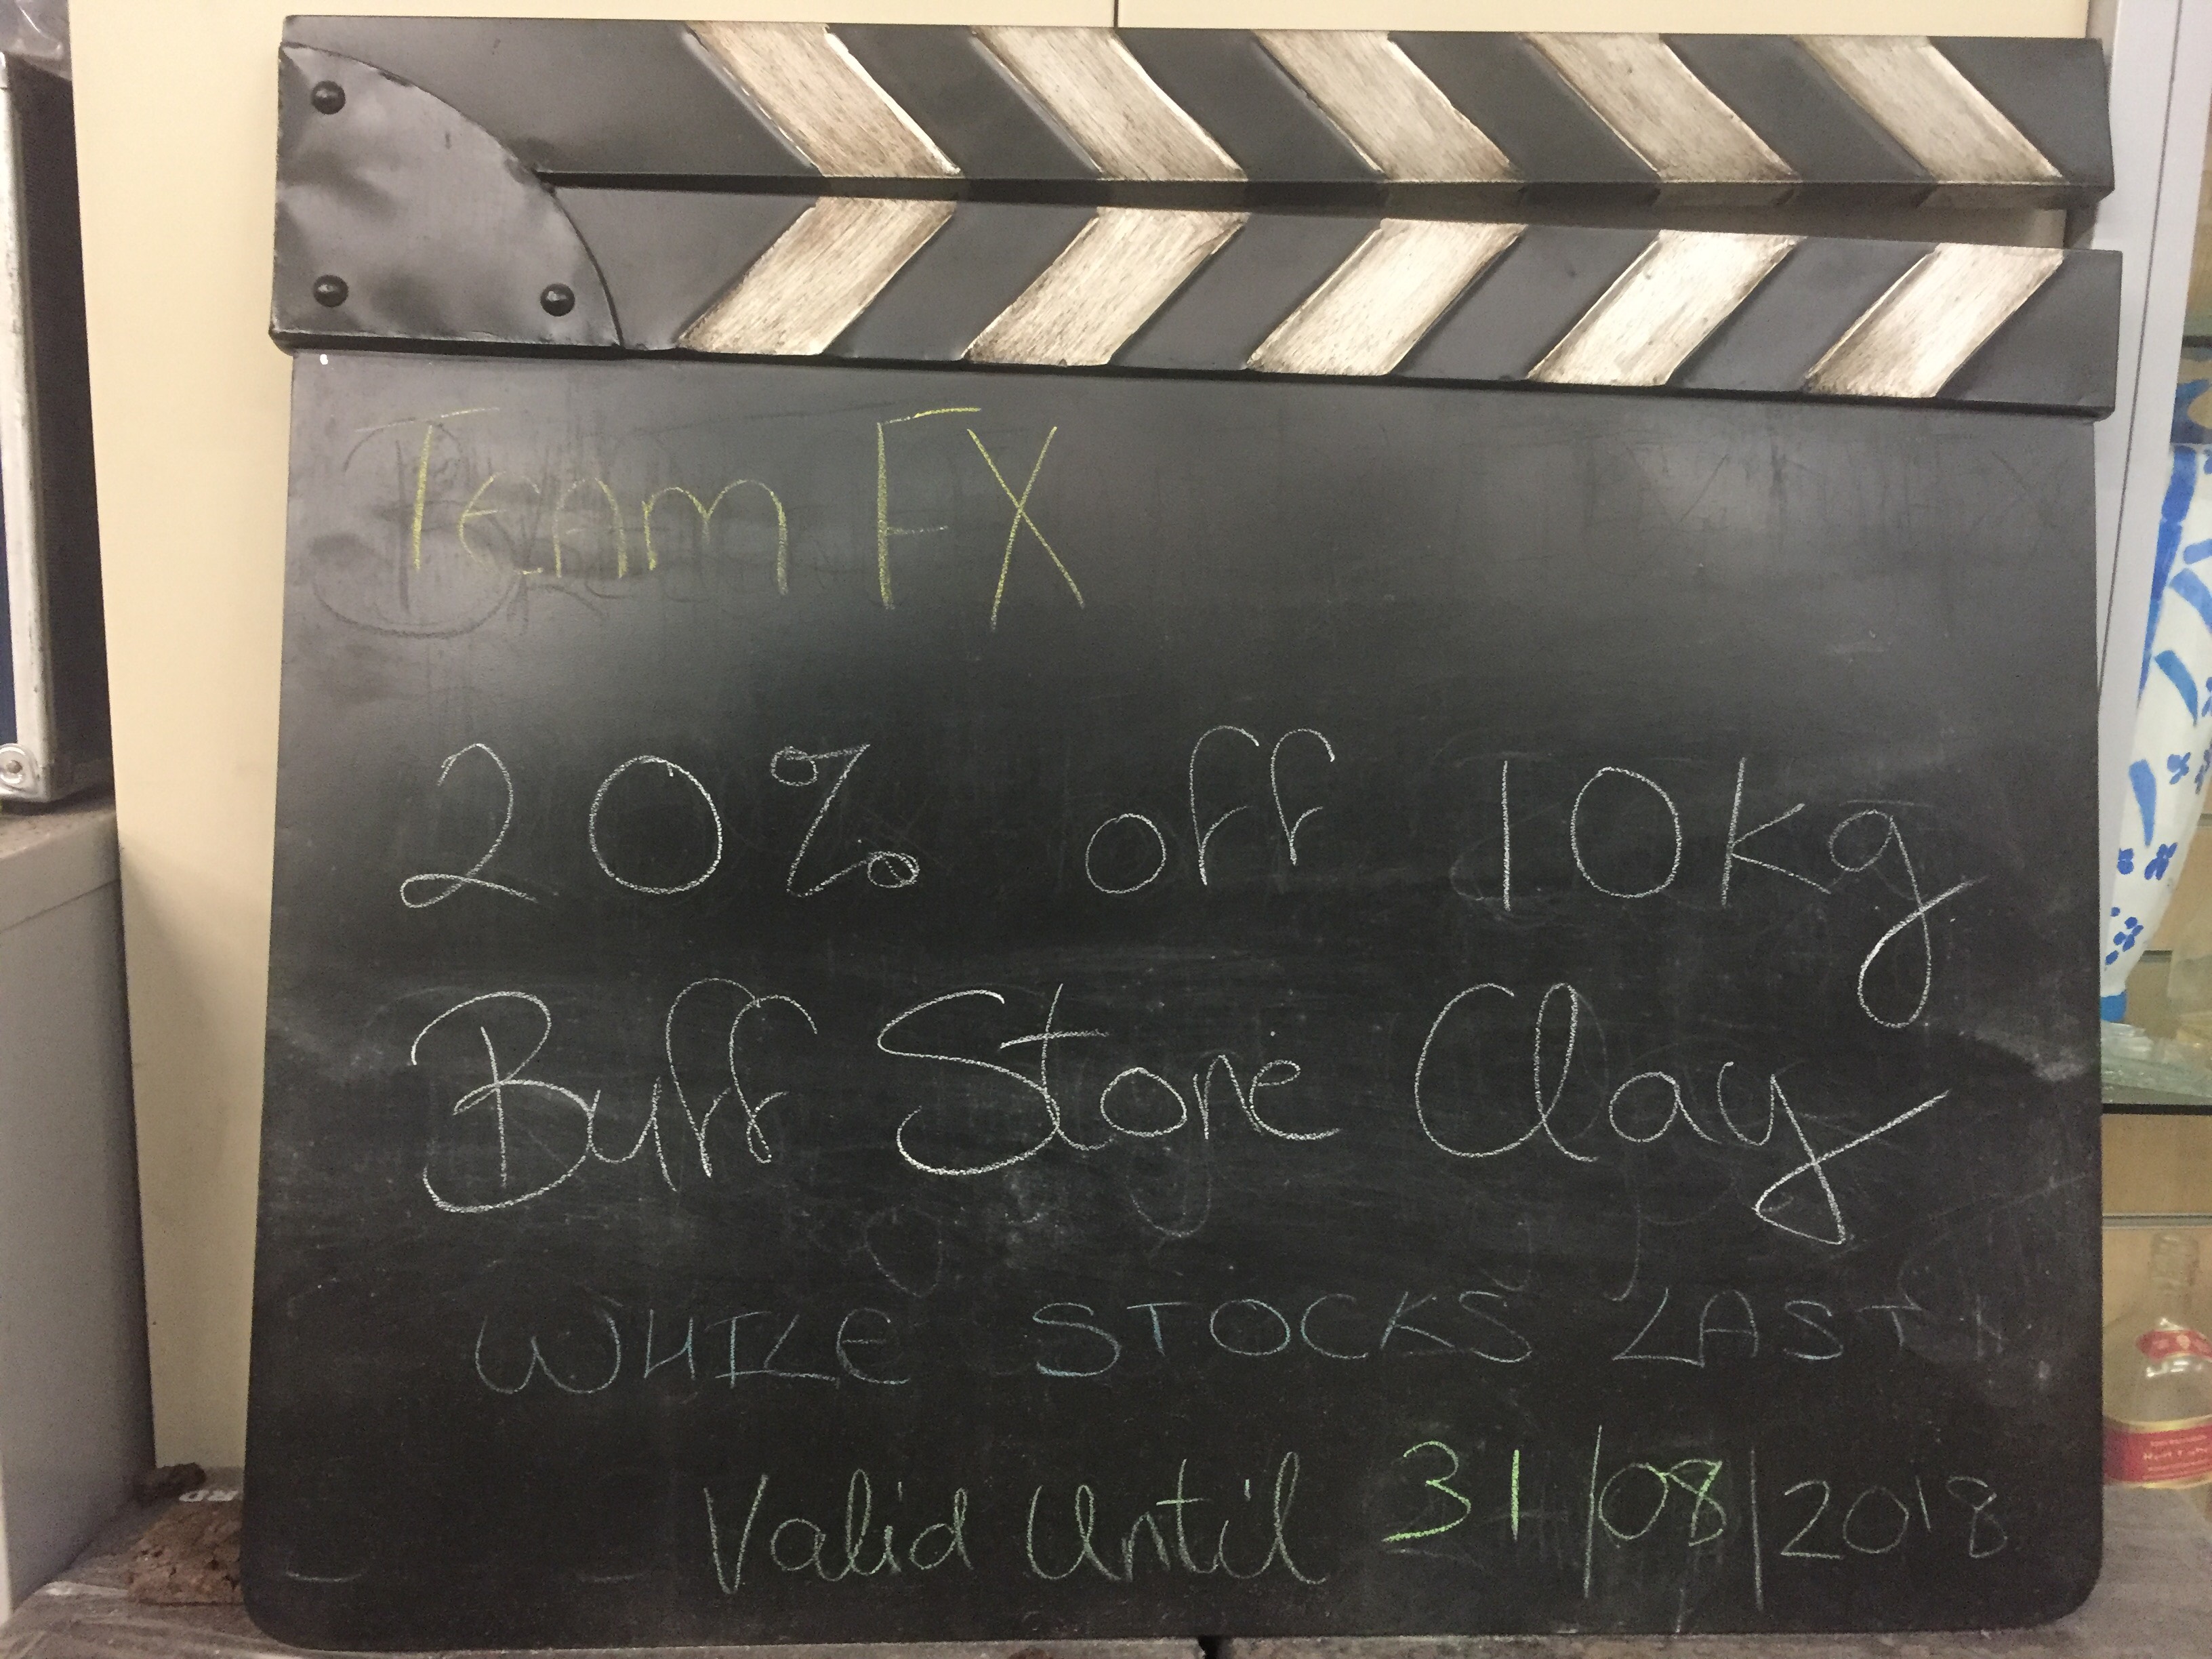 Team FX
20% off 10kg
Buff Stone Clay
WHILE STOCKS LAST
Valid Until 31/08/2018